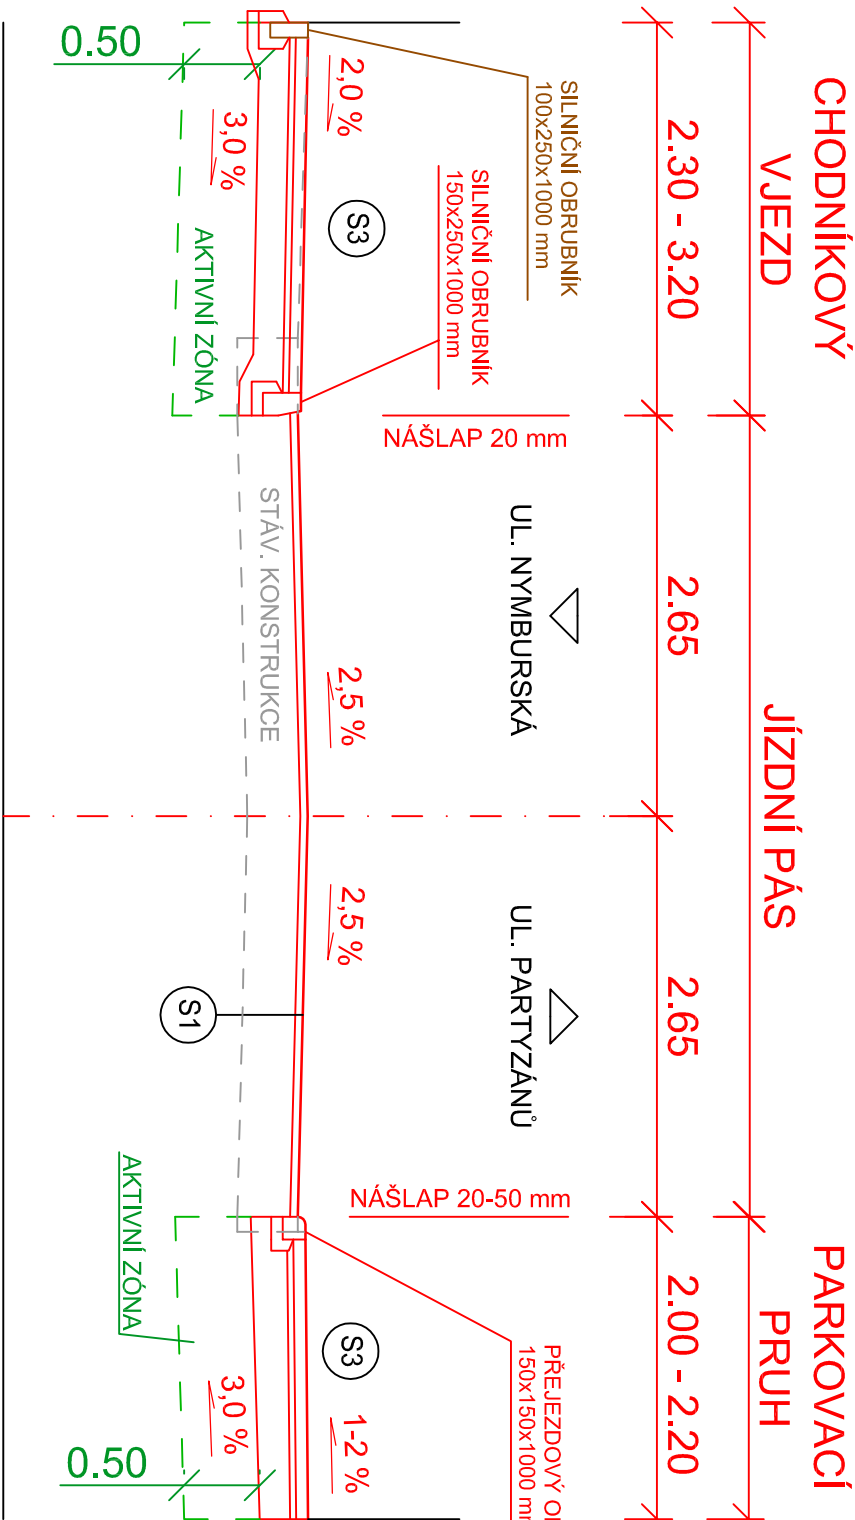 CHODNÍKOVÝ
VJEZD
JÍZDNÍ PÁS
PARKOVACÍ
PRUH
2.30 - 3.20
2.65
2.65
2.00 - 2.20
SILNIČNÍ OBRUBNÍK
100x250x1000 mm
SILNIČNÍ OBRUBNÍK
150x250x1000 mm
NÁŠLAP 20 mm
UL. NYMBURSKÁ
UL. PARTYZÁNŮ
NÁŠLAP 20-50 mm
PŘEJEZDOVÝ
150x150x1000 mm
2,0 %
S3
2,5 %
2,5 %
S3
1-2 %
3,0 %
AKTIVNÍ ZÓNA
STÁV. KONSTRUKCE
S1
AKTIVNÍ ZÓNA
3,0 %
0.50
0.50